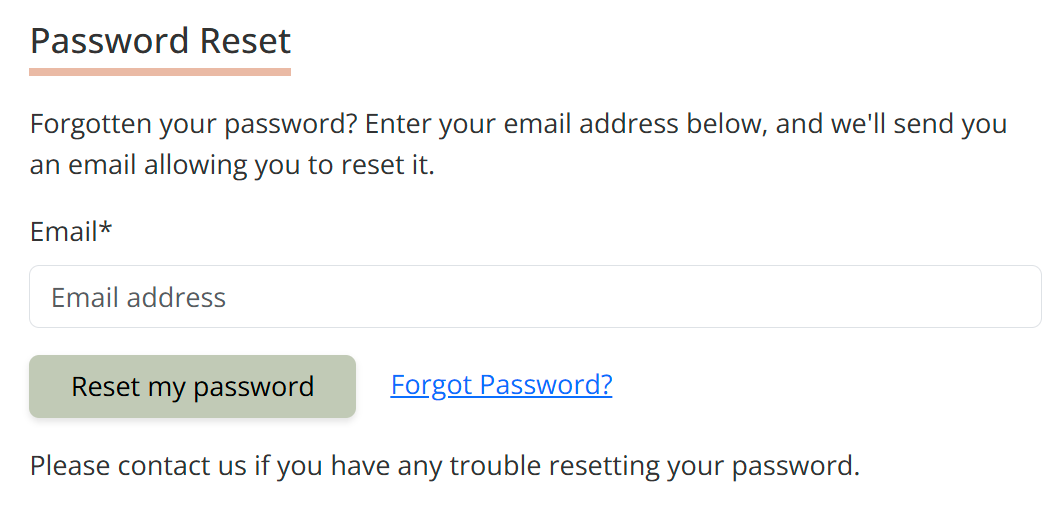 Password Reset
Forgotten your password? Enter your email address below, and we'll send you
an email allowing you to reset it.
Email*
Email address
Reset my password Forgot Password?
Please contact us if you have any trouble resetting your password.